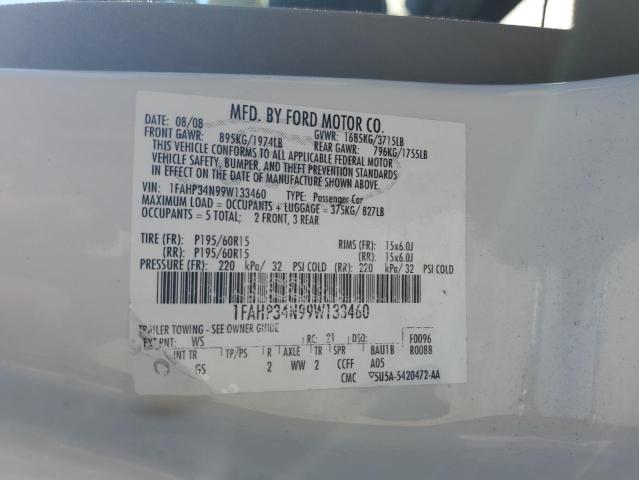 MFD. BY FORD MOTOR CO.
DATE: 08/08 GVWR: 1685KG/3715LB
FRONT GAWR: 895KG/1974LB REAR GAWR: 796KG/1755LB
THIS VEHICLE CONFORMS TO ALL APPLICABLE FEDERAL MOTOR
VEHICLE SAFETY, BUMPER, AND THEFT PREVENTION STANDARDS
IN EFFECT ON THE DATE OF MANUFACTURE SHOWN ABOVE.
VIN: 1FAHP34N99W133460 TYPE: Passenger Car
MAXIMUM LOAD = OCCUPANTS + LUGGAGE = 375KG/ 827LB
OCCUPANTS = 5 TOTAL; 2 FRONT, 3 REAR
TIRE (FR): P195/60R15 RIMS (FR): 15x6.0J
(RR): P195/60R15 (RR): 15x6.0J
PRESSURE (FR): 220 kPa/ 32 PSI COLD (RR): 220 kPa/ 32 PSI COLD
1FAHP34N99W133460
TRAILER TOWING - SEE OWNER GUIDE
EXT PNT: WS RC: 21 DSO: F0096
INT TR TP/PS R AXLE TR SPR 8AU1B R0088
GS 2 WW 2 CCFF A05
CMC 5U5A-5420472-AA